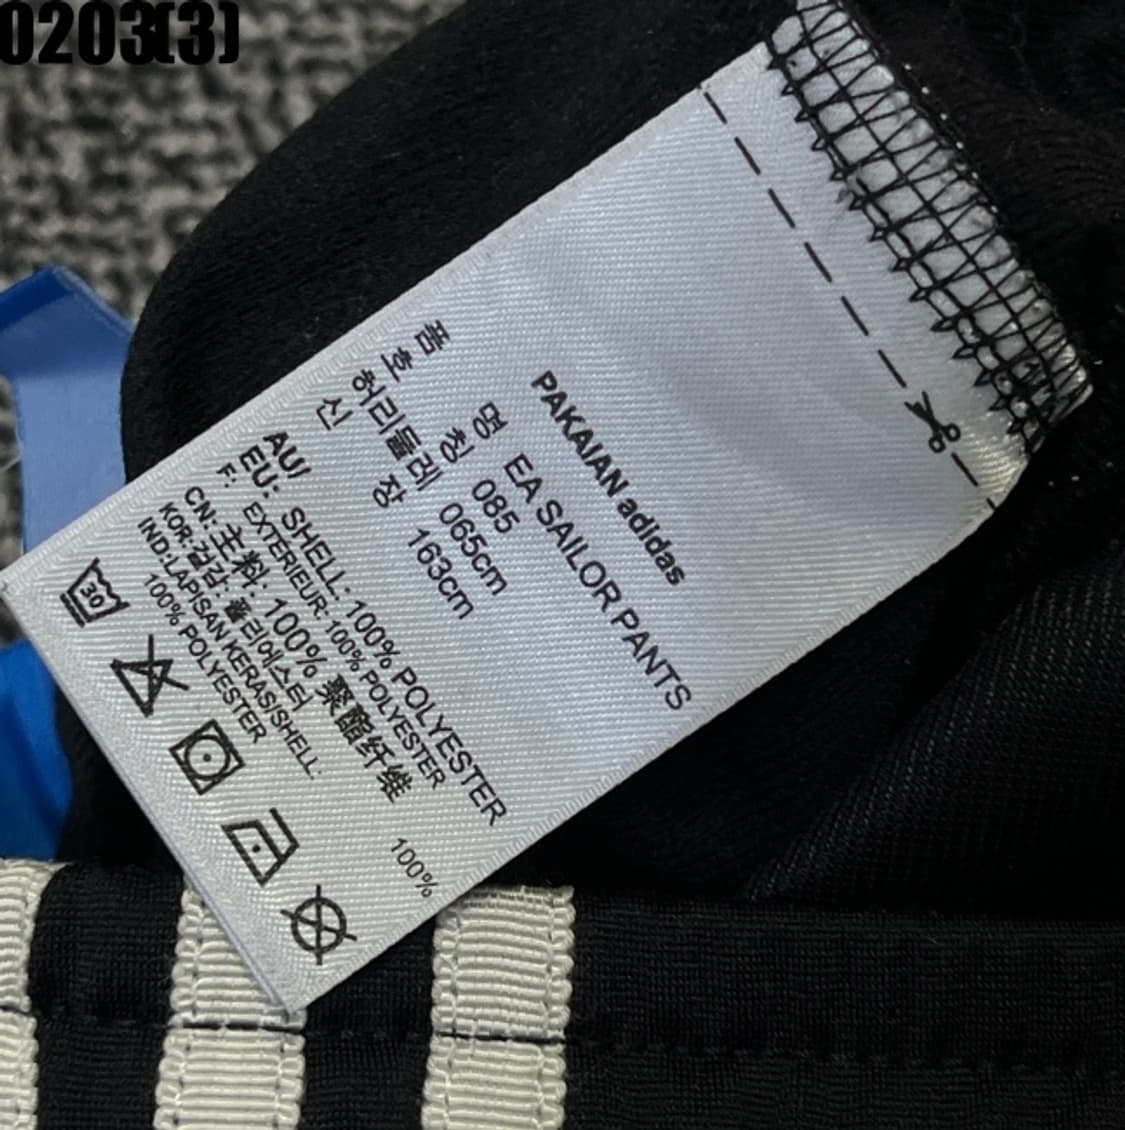 0203(3)
PAKAIAN adidas
품 명 EA SAILOR PANTS
호 칭 085
허리둘레 065cm
신 장 163cm
AU/
EU: SHELL: 100% POLYESTER
F: EXTERIEUR: 100% POLYESTER
CN: 主料: 100% 聚酯纤维
KOR:겉감: 폴리에스터 100%
IND:LAPISAN KERAS/SHELL:
100% POLYESTER
30